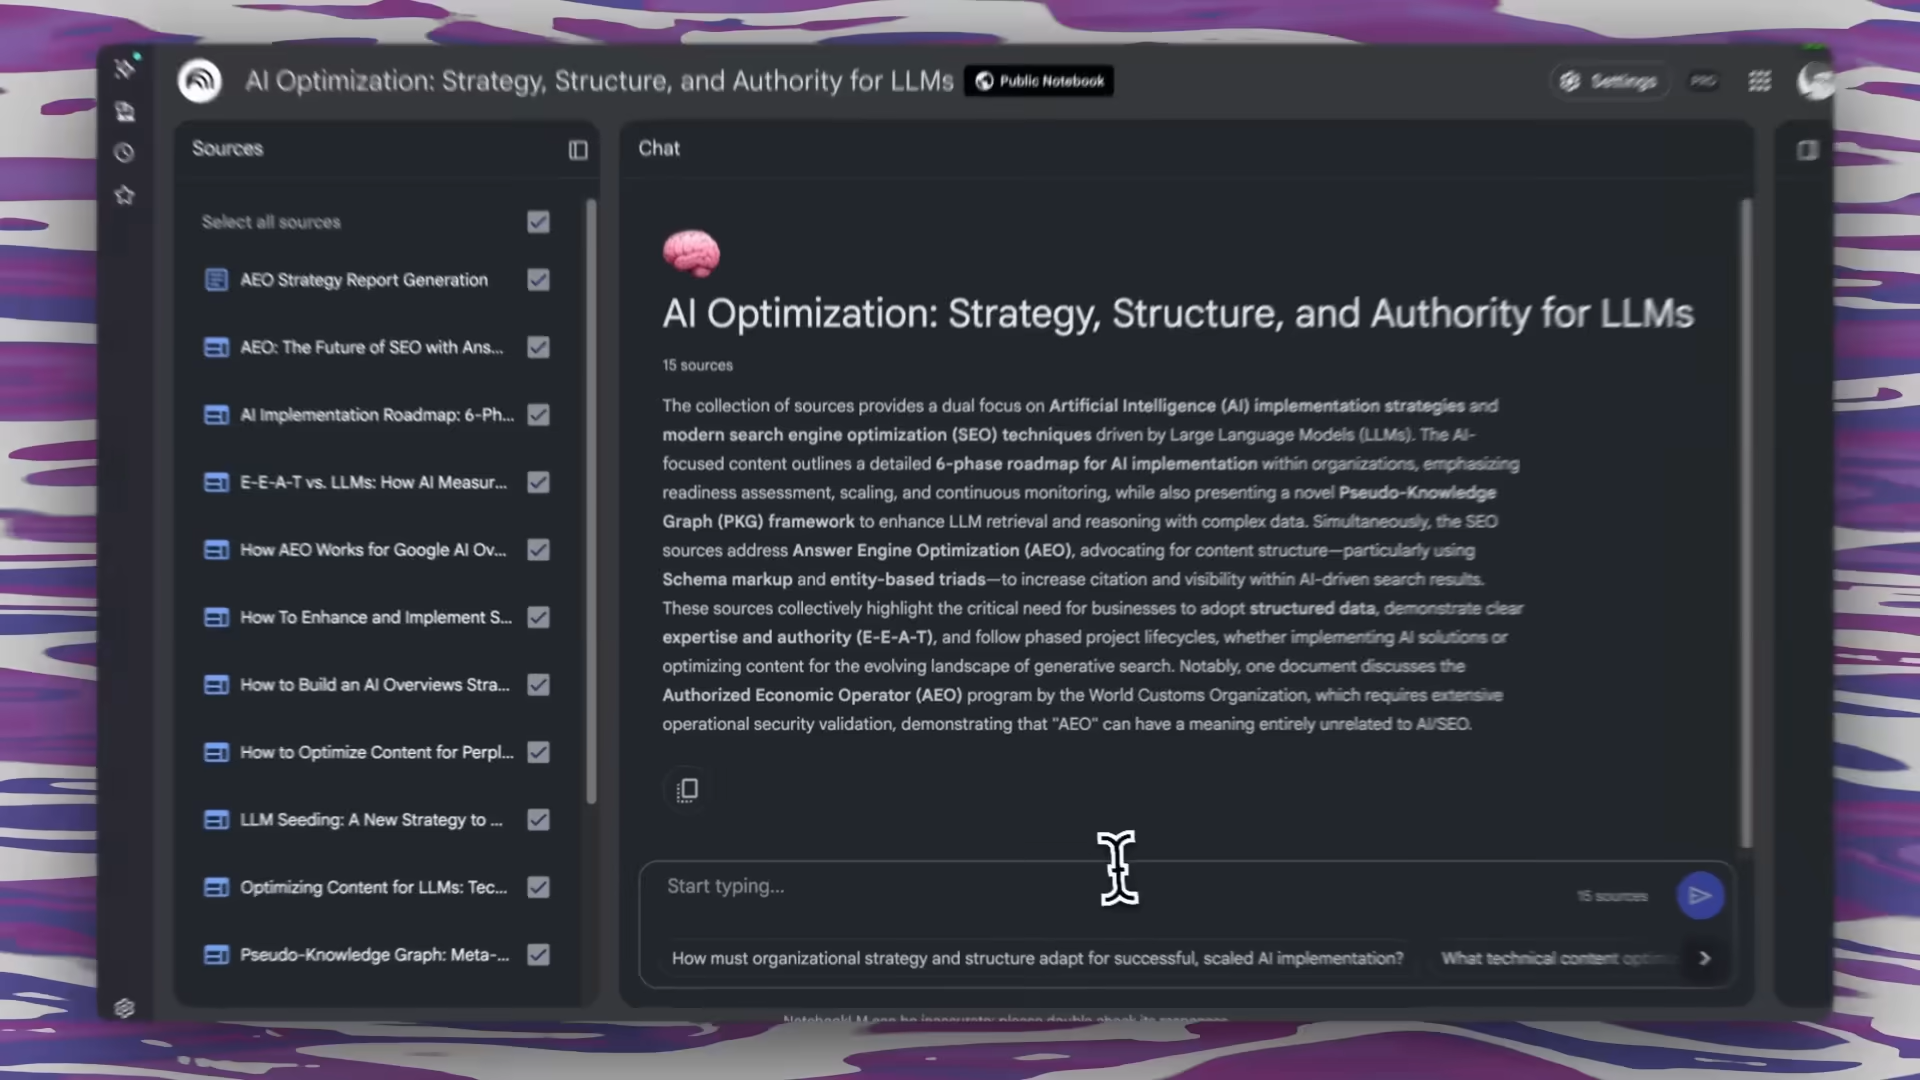 AI Optimization: Strategy, Structure, and Authority for LLMs
Public Notebook
Settings
PRO
Sources
Select all sources
AEO Strategy Report Generation
AEO: The Future of SEO with Ans...
AI Implementation Roadmap: 6-Ph...
E-E-A-T vs. LLMs: How AI Measur...
How AEO Works for Google AI Ov...
How To Enhance and Implement S...
How to Build an AI Overviews Stra...
How to Optimize Content for Perpl...
LLM Seeding: A New Strategy to ...
Optimizing Content for LLMs: Tec...
Pseudo-Knowledge Graph: Meta-...
Chat
AI Optimization: Strategy, Structure, and Authority for LLMs
15 sources
The collection of sources provides a dual focus on Artificial Intelligence (AI) implementation strategies and
modern search engine optimization (SEO) techniques driven by Large Language Models (LLMs). The AI-
focused content outlines a detailed 6-phase roadmap for AI implementation within organizations, emphasizing
readiness assessment, scaling, and continuous monitoring, while also presenting a novel Pseudo-Knowledge
Graph (PKG) framework to enhance LLM retrieval and reasoning with complex data. Simultaneously, the SEO
sources address Answer Engine Optimization (AEO), advocating for content structure—particularly using
Schema markup and entity-based triads—to increase citation and visibility within AI-driven search results.
These sources collectively highlight the critical need for businesses to adopt structured data, demonstrate clear
expertise and authority (E-E-A-T), and follow phased project lifecycles, whether implementing AI solutions or
optimizing content for the evolving landscape of generative search. Notably, one document discusses the
Authorized Economic Operator (AEO) program by the World Customs Organization, which requires extensive
operational security validation, demonstrating that "AEO" can have a meaning entirely unrelated to AI/SEO.
Start typing...
15 sources
How must organizational strategy and structure adapt for successful, scaled AI implementation?
What technical content
NotebookLM can be inaccurate; please double check its responses.